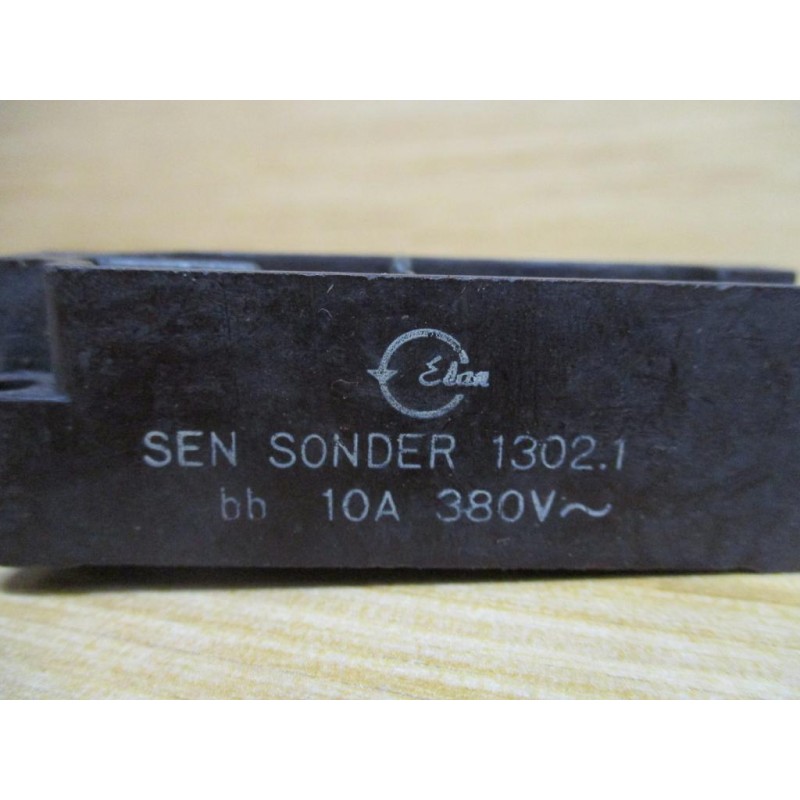 Elan
SEN SONDER 1302.1
bb 10A 380V~